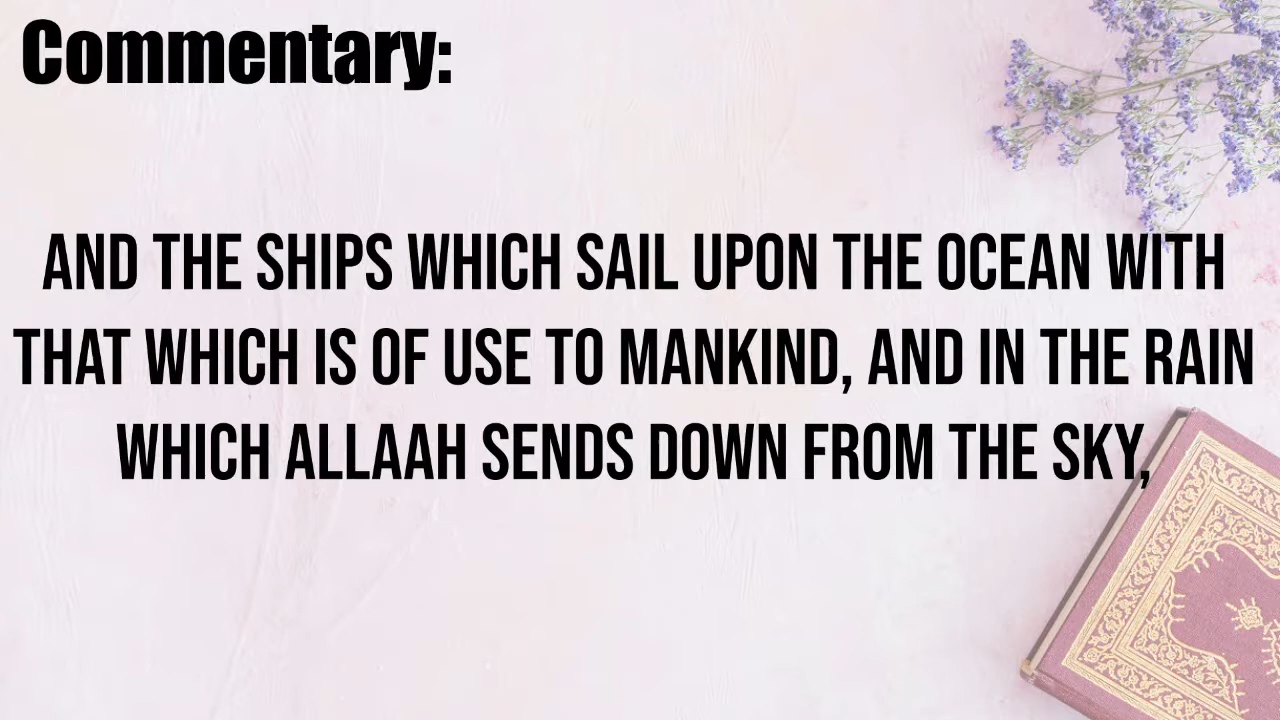 Commentary:
AND THE SHIPS WHICH SAIL UPON THE OCEAN WITH
THAT WHICH IS OF USE TO MANKIND, AND IN THE RAIN
WHICH ALLAAH SENDS DOWN FROM THE SKY,